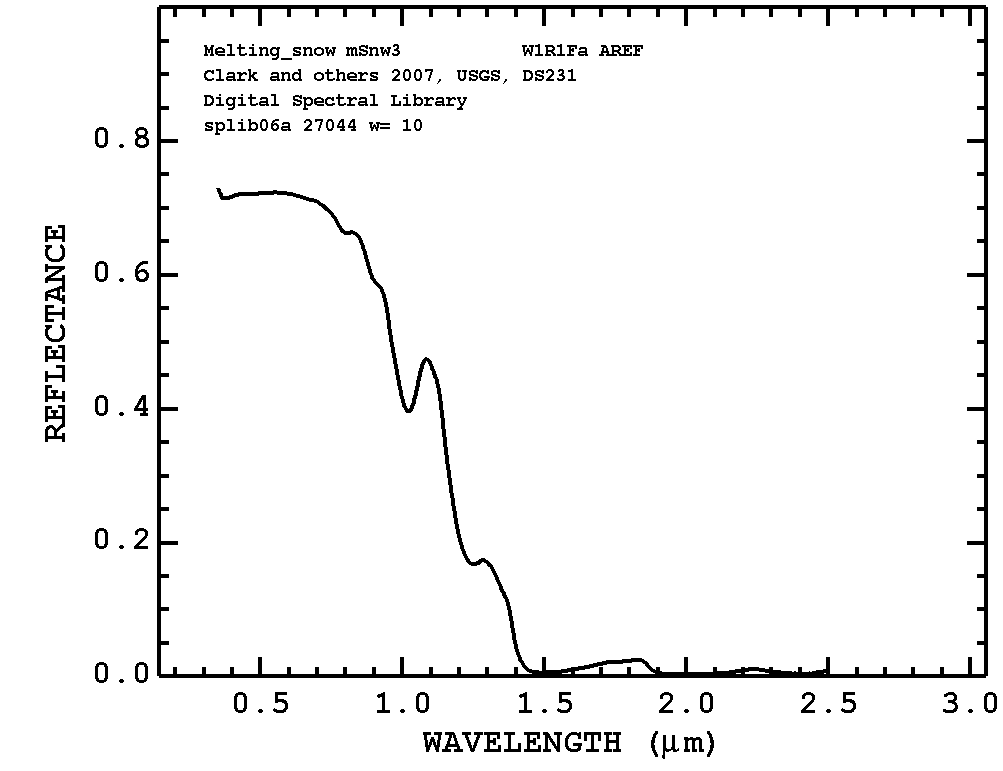 Melting_snow mSnw3 W1R1Fa AREF
Clark and others 2007, USGS, DS231
Digital Spectral Library
splib06a 27044 w= 10
0.8
0.6
0.4
0.2
0.0
REFLECTANCE
0.5 1.0 1.5 2.0 2.5 3.0
WAVELENGTH (μm)